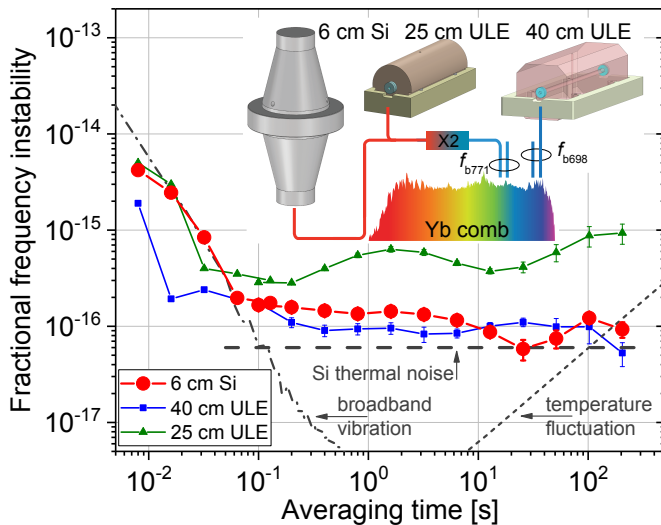 6 cm Si 25 cm ULE 40 cm ULE
X2
f_b771
f_b698
Yb comb
Fractional frequency instability
10^-13
10^-14
10^-15
10^-16
10^-17
Si thermal noise
broadband
vibration
temperature
fluctuation
6 cm Si
40 cm ULE
25 cm ULE
10^-2 10^-1 10^0 10^1 10^2
Averaging time [s]